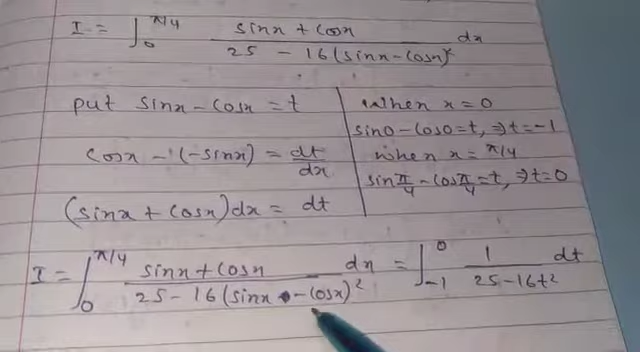 I = ∫₀^π/4 (sinx + cosx)/(25 - 16(sinx - cosx)²) dx
put sinx - cosx = t
When x = 0
sin0 - cos0 = t, ⇒ t = -1
cosx - (-sinx) = dt/dx
when x = π/4
sin π/4 - cos π/4 = t, ⇒ t = 0
(sinx + cosx) dx = dt
I = ∫₀^π/4 (sinx + cosx)/(25 - 16(sinx - cosx)²) dx = ∫₋₁^0 1/(25 - 16t²) dt